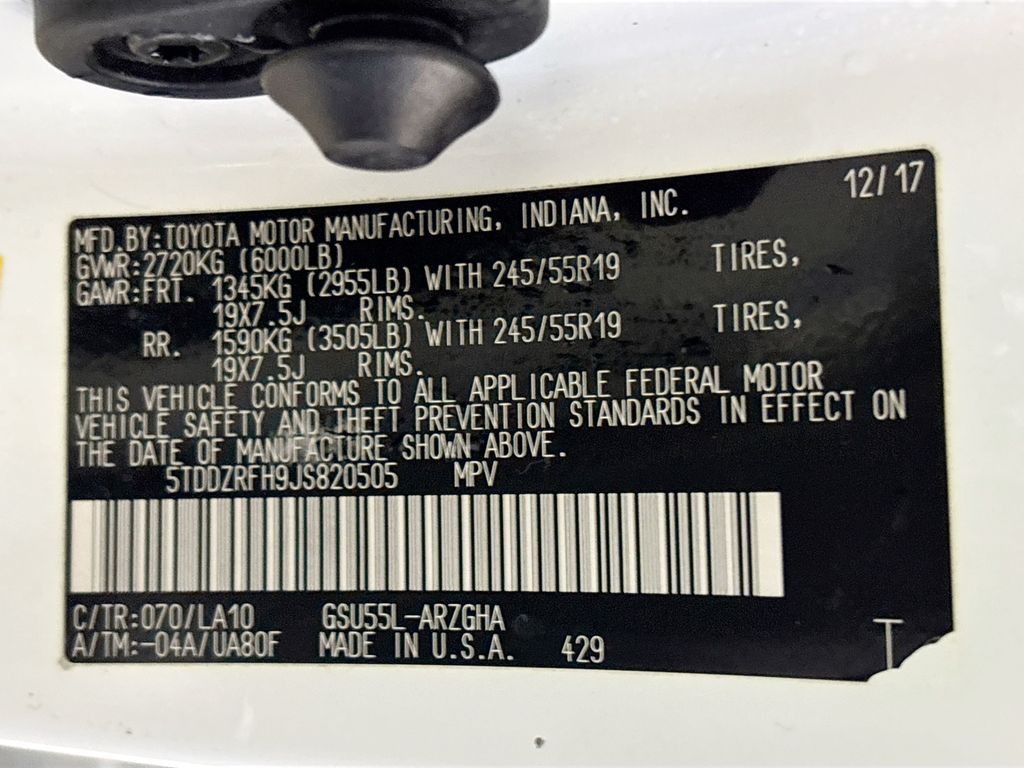 12/17
MFD.BY:TOYOTA MOTOR MANUFACTURING, INDIANA, INC.
GVWR:2720KG (6000LB)
GAWR:FRT. 1345KG (2955LB) WITH 245/55R19 TIRES,
19X7.5J RIMS.
RR. 1590KG (3505LB) WITH 245/55R19 TIRES,
19X7.5J RIMS.
THIS VEHICLE CONFORMS TO ALL APPLICABLE FEDERAL MOTOR
VEHICLE SAFETY AND THEFT PREVENTION STANDARDS IN EFFECT ON
THE DATE OF MANUFACTURE SHOWN ABOVE.
5TDDZRFH9JS820505 MPV
C/TR:070/LA10 GSU55L-ARZGHA
A/TM:-04A/UA80F MADE IN U.S.A. 429
T